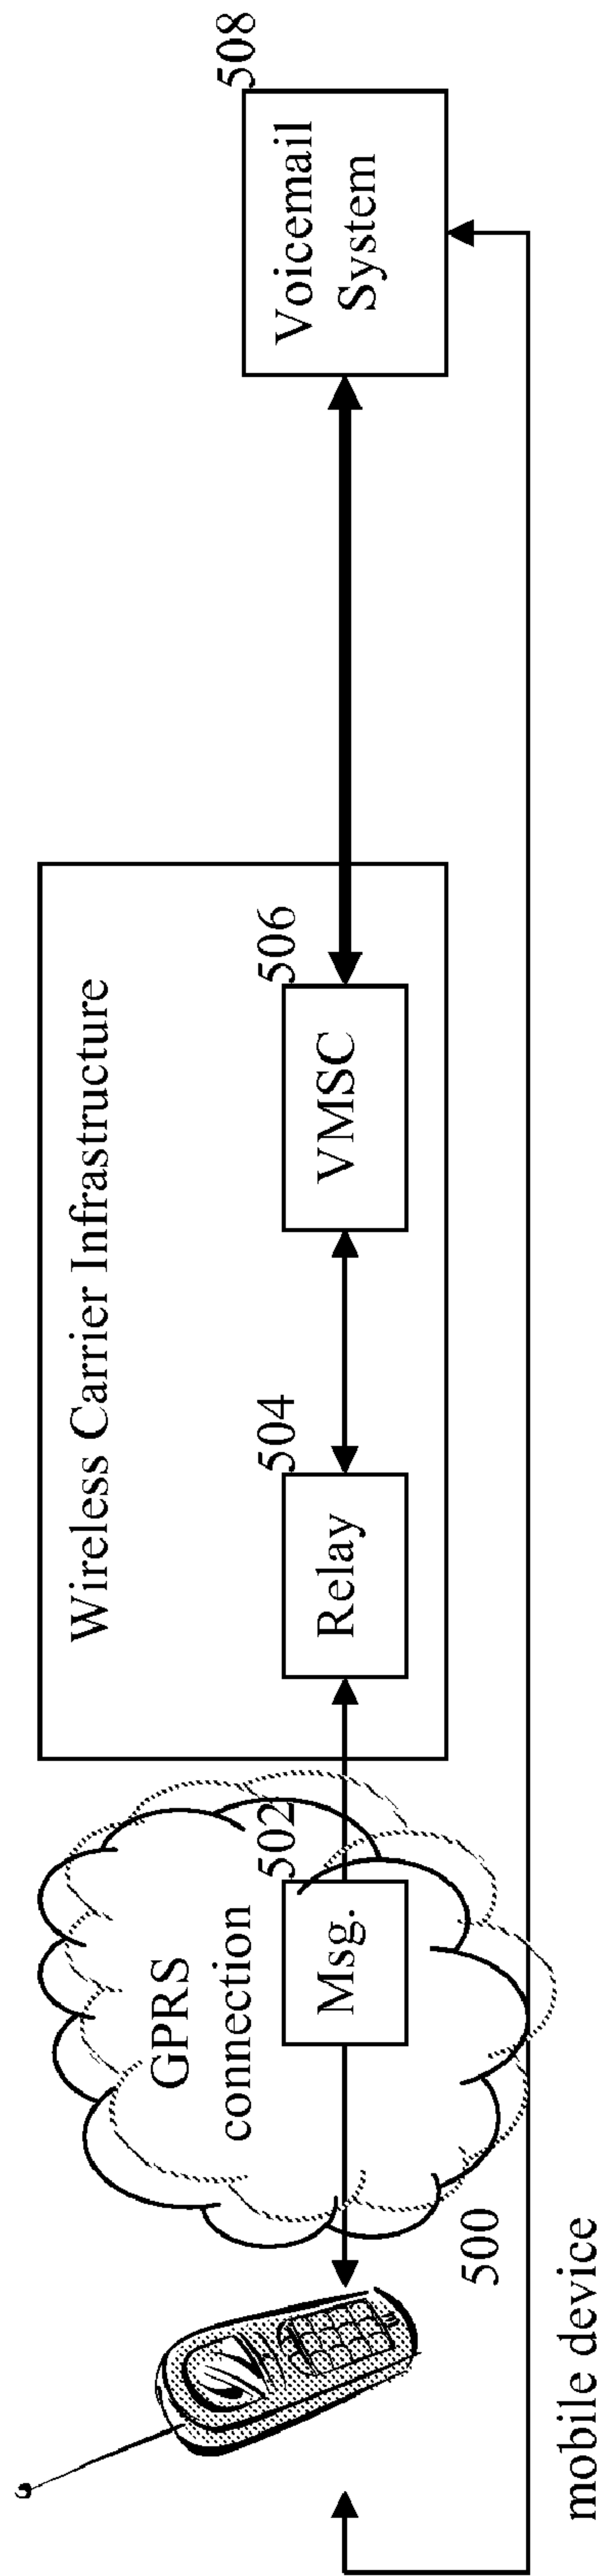 Wireless Carrier Infrastructure
GPRS
connection
502
Msg.
504
Relay
506
VMSC
508
Voicemail
System
500
mobile device